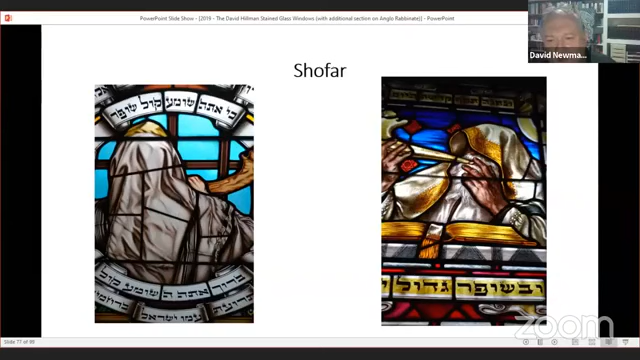 PowerPoint Slide Show - [2019 - The David Hillman Stained Glass Windows (with additional section on Anglo Rabbinate)] - PowerPoint
David Newma...
Shofar
כי אתה שומע קול שופר
ברוך אתה ה שומע קול
תרועת עמו ישראל ברחמים
ובשופר גדול י
Slide 77 of 99
zoom